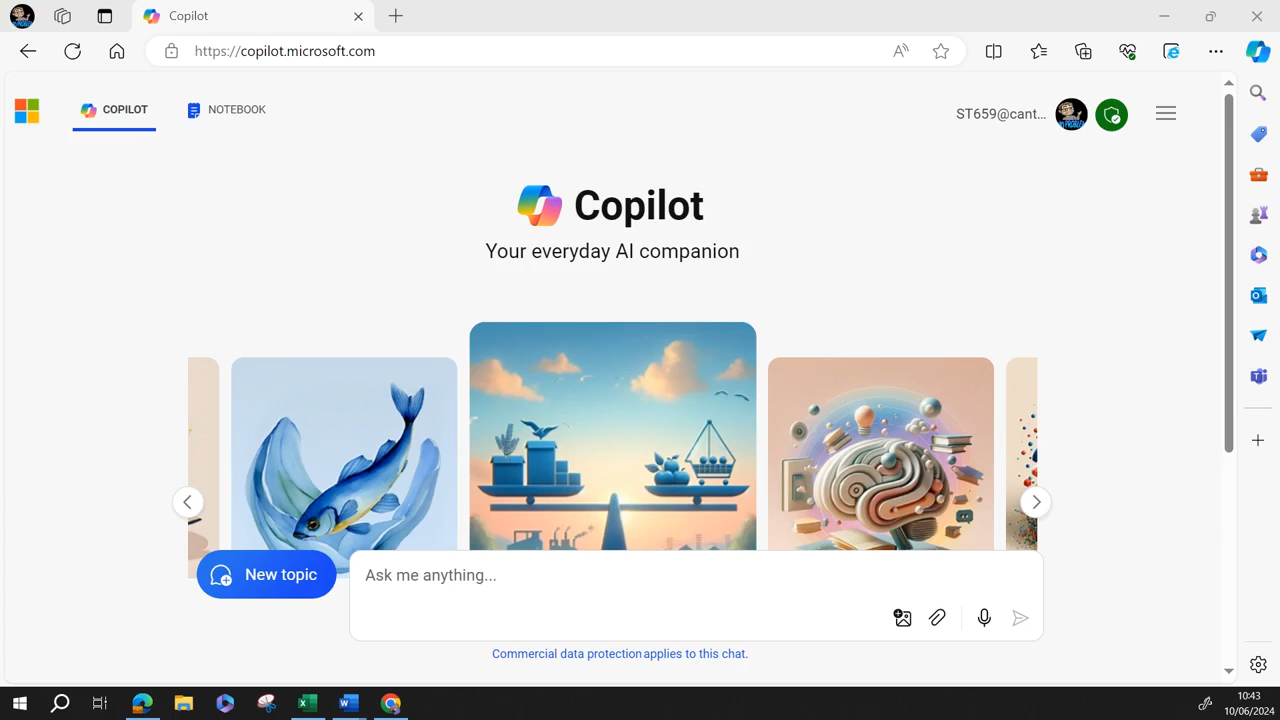 Copilot
https://copilot.microsoft.com
COPILOT
NOTEBOOK
ST659@cant...
Copilot
Your everyday AI companion
New topic
Ask me anything...
Commercial data protection applies to this chat.
10:43
10/06/2024